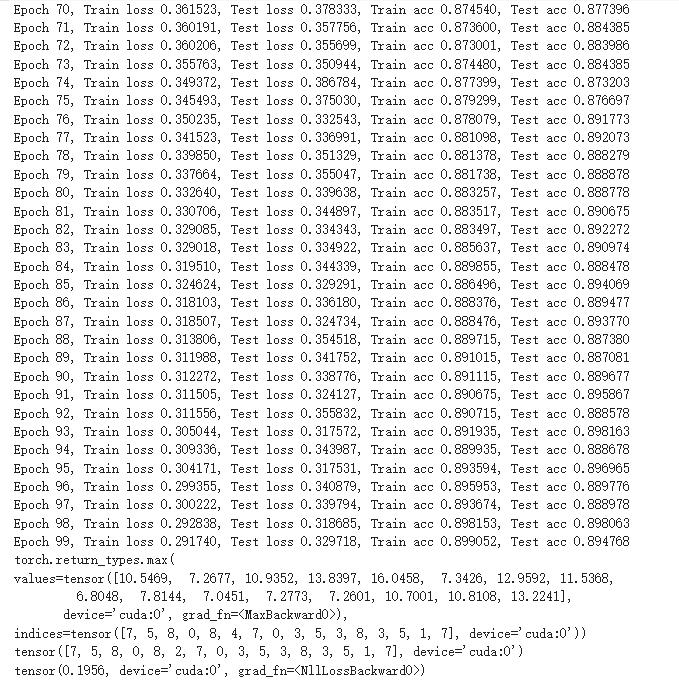 Epoch 70, Train loss 0.361523, Test loss 0.378333, Train acc 0.874540, Test acc 0.877396
Epoch 71, Train loss 0.360191, Test loss 0.357756, Train acc 0.873600, Test acc 0.884385
Epoch 72, Train loss 0.360206, Test loss 0.355699, Train acc 0.873001, Test acc 0.883986
Epoch 73, Train loss 0.355763, Test loss 0.350944, Train acc 0.874480, Test acc 0.884385
Epoch 74, Train loss 0.349372, Test loss 0.386784, Train acc 0.877399, Test acc 0.873203
Epoch 75, Train loss 0.345493, Test loss 0.375030, Train acc 0.879299, Test acc 0.876697
Epoch 76, Train loss 0.350235, Test loss 0.332543, Train acc 0.878079, Test acc 0.891773
Epoch 77, Train loss 0.341523, Test loss 0.336991, Train acc 0.881098, Test acc 0.892073
Epoch 78, Train loss 0.339850, Test loss 0.351329, Train acc 0.881378, Test acc 0.888279
Epoch 79, Train loss 0.337664, Test loss 0.355047, Train acc 0.881738, Test acc 0.888878
Epoch 80, Train loss 0.332640, Test loss 0.339638, Train acc 0.883257, Test acc 0.888778
Epoch 81, Train loss 0.330706, Test loss 0.344897, Train acc 0.883517, Test acc 0.890675
Epoch 82, Train loss 0.329085, Test loss 0.334343, Train acc 0.883497, Test acc 0.892272
Epoch 83, Train loss 0.329018, Test loss 0.334922, Train acc 0.885637, Test acc 0.890974
Epoch 84, Train loss 0.319510, Test loss 0.344339, Train acc 0.889855, Test acc 0.888478
Epoch 85, Train loss 0.324624, Test loss 0.329291, Train acc 0.886496, Test acc 0.894069
Epoch 86, Train loss 0.318103, Test loss 0.336180, Train acc 0.888376, Test acc 0.889477
Epoch 87, Train loss 0.318507, Test loss 0.324734, Train acc 0.888476, Test acc 0.893770
Epoch 88, Train loss 0.313806, Test loss 0.354518, Train acc 0.889715, Test acc 0.887380
Epoch 89, Train loss 0.311988, Test loss 0.341752, Train acc 0.891015, Test acc 0.887081
Epoch 90, Train loss 0.312272, Test loss 0.338776, Train acc 0.891115, Test acc 0.889677
Epoch 91, Train loss 0.311505, Test loss 0.324127, Train acc 0.890675, Test acc 0.895867
Epoch 92, Train loss 0.311556, Test loss 0.355832, Train acc 0.890715, Test acc 0.888578
Epoch 93, Train loss 0.305044, Test loss 0.317572, Train acc 0.891935, Test acc 0.898163
Epoch 94, Train loss 0.309336, Test loss 0.343987, Train acc 0.889935, Test acc 0.888678
Epoch 95, Train loss 0.304171, Test loss 0.317531, Train acc 0.893594, Test acc 0.896965
Epoch 96, Train loss 0.299355, Test loss 0.340879, Train acc 0.895953, Test acc 0.889776
Epoch 97, Train loss 0.300222, Test loss 0.339794, Train acc 0.893674, Test acc 0.888978
Epoch 98, Train loss 0.292838, Test loss 0.318685, Train acc 0.898153, Test acc 0.898063
Epoch 99, Train loss 0.291740, Test loss 0.329718, Train acc 0.899052, Test acc 0.894768
torch.return_types.max(
values=tensor([10.5469, 7.2677, 10.9352, 13.8397, 16.0458, 7.3426, 12.9592, 11.5368,
6.8048, 7.8144, 7.0451, 7.2773, 7.2601, 10.7001, 10.8108, 13.2241],
device='cuda:0', grad_fn=<MaxBackward0>),
indices=tensor([7, 5, 8, 0, 8, 4, 7, 0, 3, 5, 3, 8, 3, 5, 1, 7], device='cuda:0'))
tensor([7, 5, 8, 0, 8, 2, 7, 0, 3, 5, 3, 8, 3, 5, 1, 7], device='cuda:0')
tensor(0.1956, device='cuda:0', grad_fn=<NllLossBackward0>)